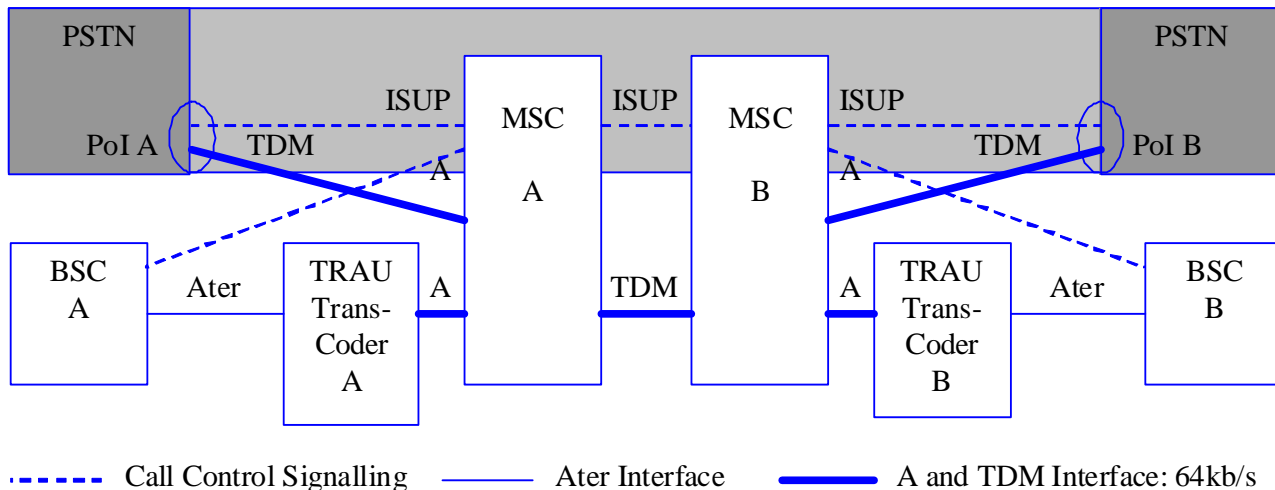 PSTN
PSTN
ISUP
ISUP
ISUP
MSC
A
MSC
B
PoI A
TDM
TDM
PoI B
A
A
BSC
A
Ater
TRAU
Trans-
Coder
A
A
TDM
A
TRAU
Trans-
Coder
B
Ater
BSC
B
Call Control Signalling
Ater Interface
A and TDM Interface: 64kb/s